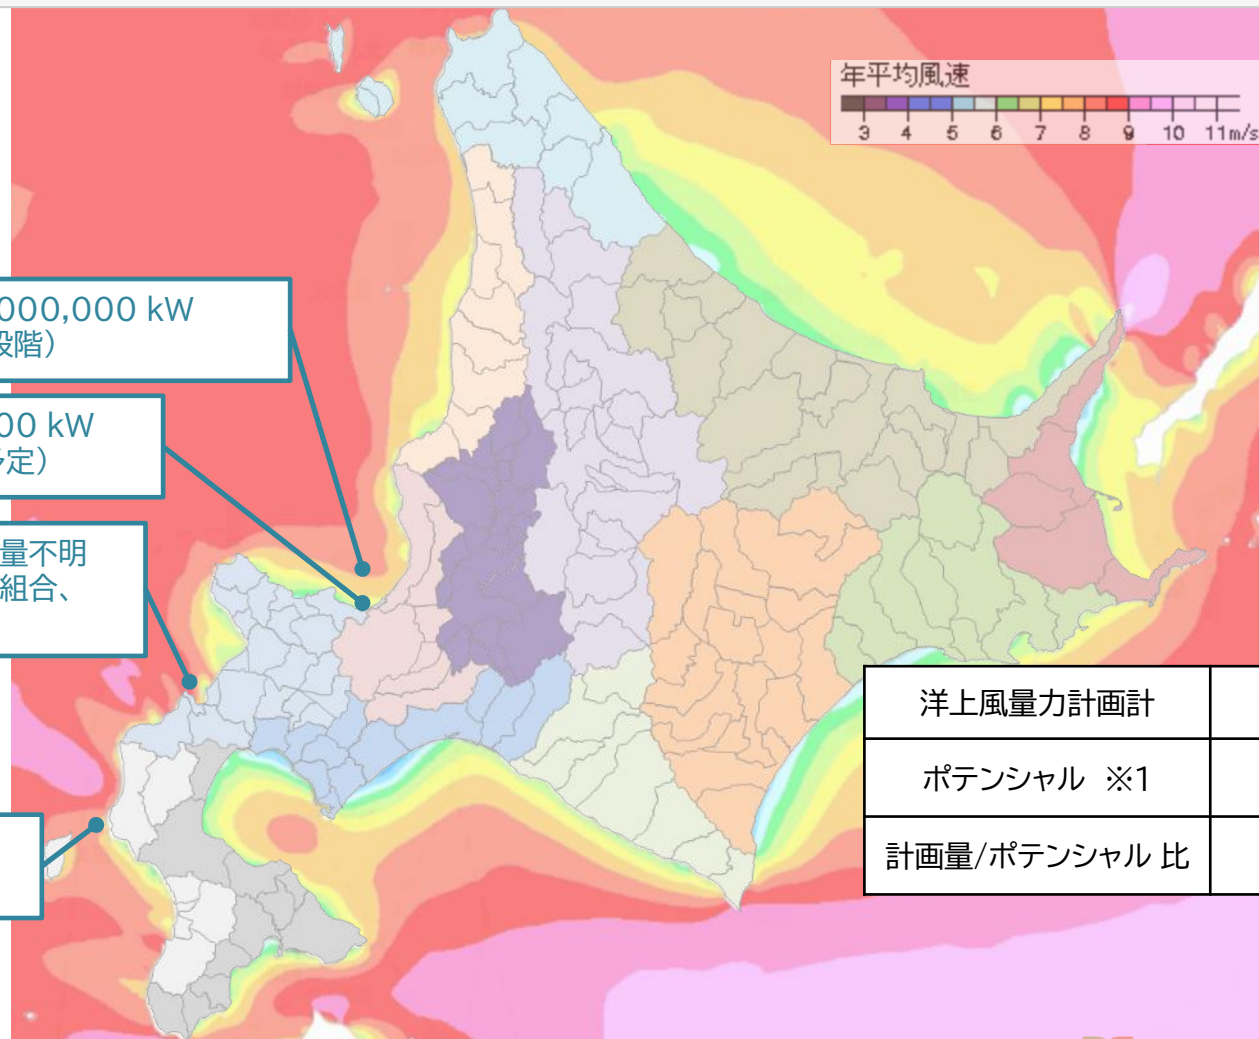 年平均風速
3 4 5 6 7 8 9 10 11m/s
000,000 kW
段階）
00 kW
予定）
量不明
組合、
洋上風量力計画計
ポテンシャル ※1
計画量/ポテンシャル 比